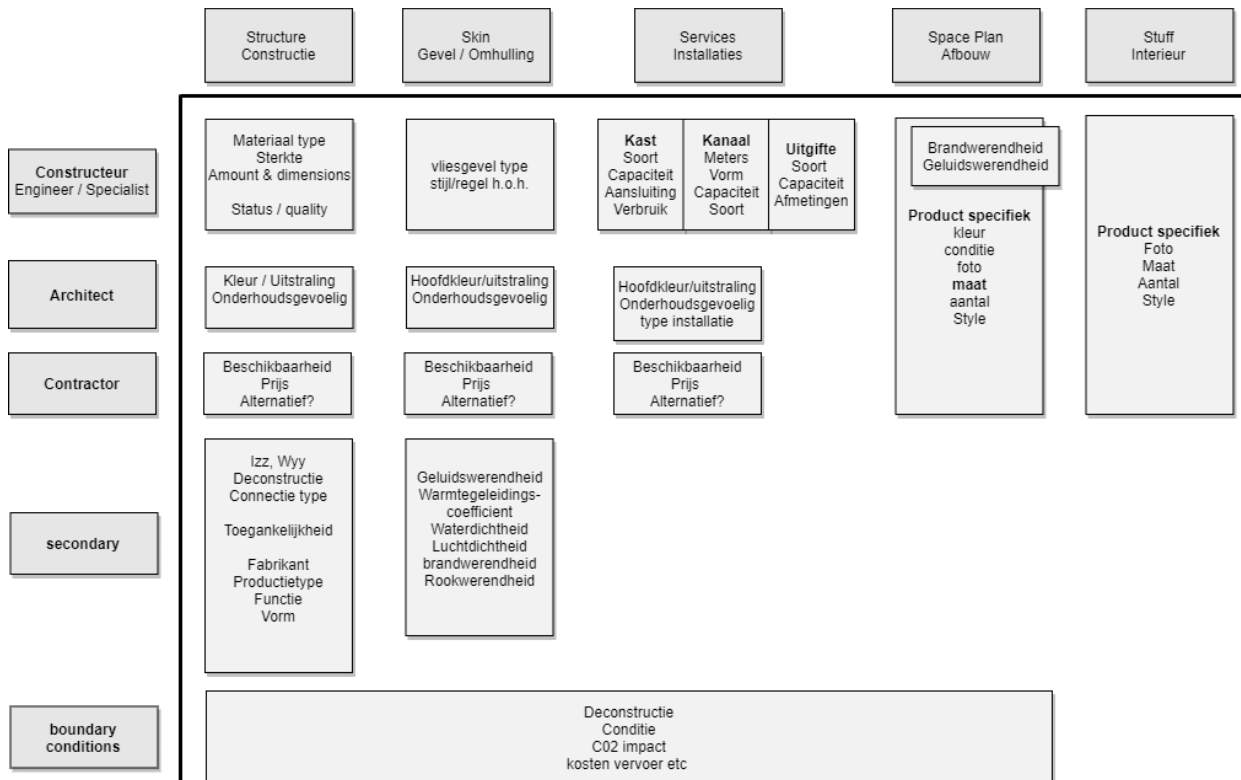 Structure
Constructie
Skin
Gevel / Omhulling
Services
Installaties
Space Plan
Afbouw
Stuff
Interieur
Constructeur
Engineer / Specialist
Materiaal type
Sterkte
Amount & dimensions
Status / quality
vliesgevel type
stijl/regel h.o.h.
Kast
Soort
Capaciteit
Aansluiting
Verbruik
Kanaal
Meters
Vorm
Capaciteit
Soort
Uitgifte
Soort
Capaciteit
Afmetingen
Brandwerendheid
Geluidswerendheid
Product specifiek
kleur
conditie
foto
maat
aantal
Style
Product specifiek
Foto
Maat
Aantal
Style
Architect
Kleur / Uitstraling
Onderhoudsgevoelig
Hoofdkleur/uitstraling
Onderhoudsgevoelig
Hoofdkleur/uitstraling
Onderhoudsgevoelig
type installatie
Contractor
Beschikbaarheid
Prijs
Alternatief?
Beschikbaarheid
Prijs
Alternatief?
Beschikbaarheid
Prijs
Alternatief?
secondary
Izz, Wyy
Deconstructie
Connectie type
Toegankelijkheid
Fabrikant
Productietype
Functie
Vorm
Geluidswerendheid
Warmtegeleidings-
coefficient
Waterdichtheid
Luchtdichtheid
brandwerendheid
Rookwerendheid
boundary
conditions
Deconstructie
Conditie
C02 impact
kosten vervoer etc